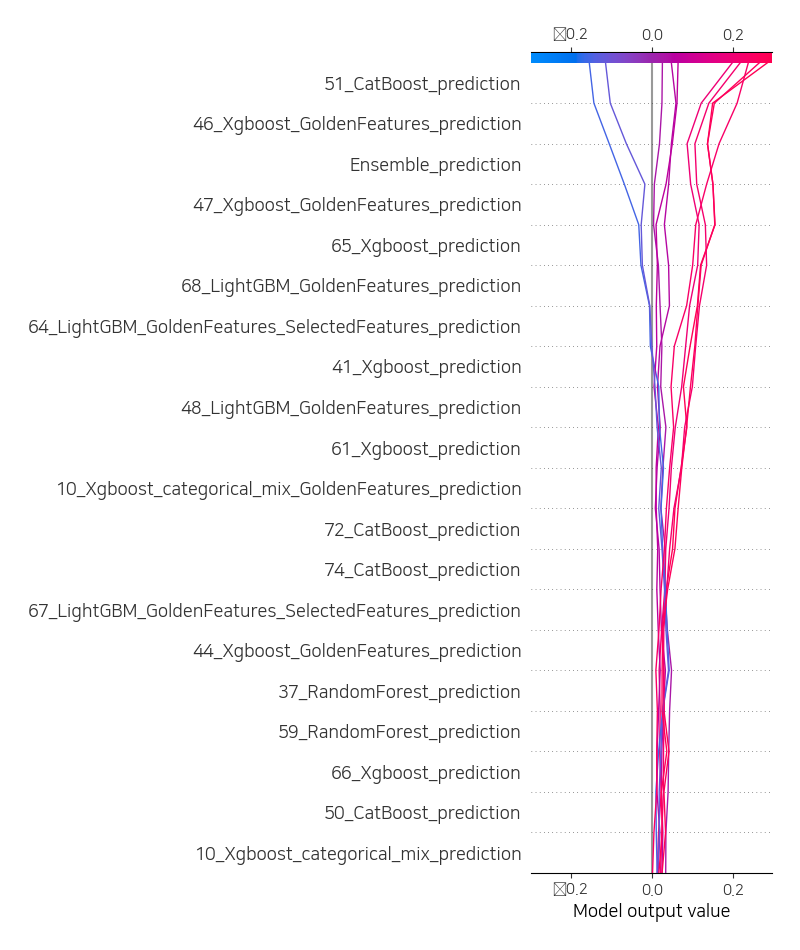 0.2 0.0 0.2
51_CatBoost_prediction
46_Xgboost_GoldenFeatures_prediction
Ensemble_prediction
47_Xgboost_GoldenFeatures_prediction
65_Xgboost_prediction
68_LightGBM_GoldenFeatures_prediction
64_LightGBM_GoldenFeatures_SelectedFeatures_prediction
41_Xgboost_prediction
48_LightGBM_GoldenFeatures_prediction
61_Xgboost_prediction
10_Xgboost_categorical_mix_GoldenFeatures_prediction
72_CatBoost_prediction
74_CatBoost_prediction
67_LightGBM_GoldenFeatures_SelectedFeatures_prediction
44_Xgboost_GoldenFeatures_prediction
37_RandomForest_prediction
59_RandomForest_prediction
66_Xgboost_prediction
50_CatBoost_prediction
10_Xgboost_categorical_mix_prediction
0.2 0.0 0.2
Model output value